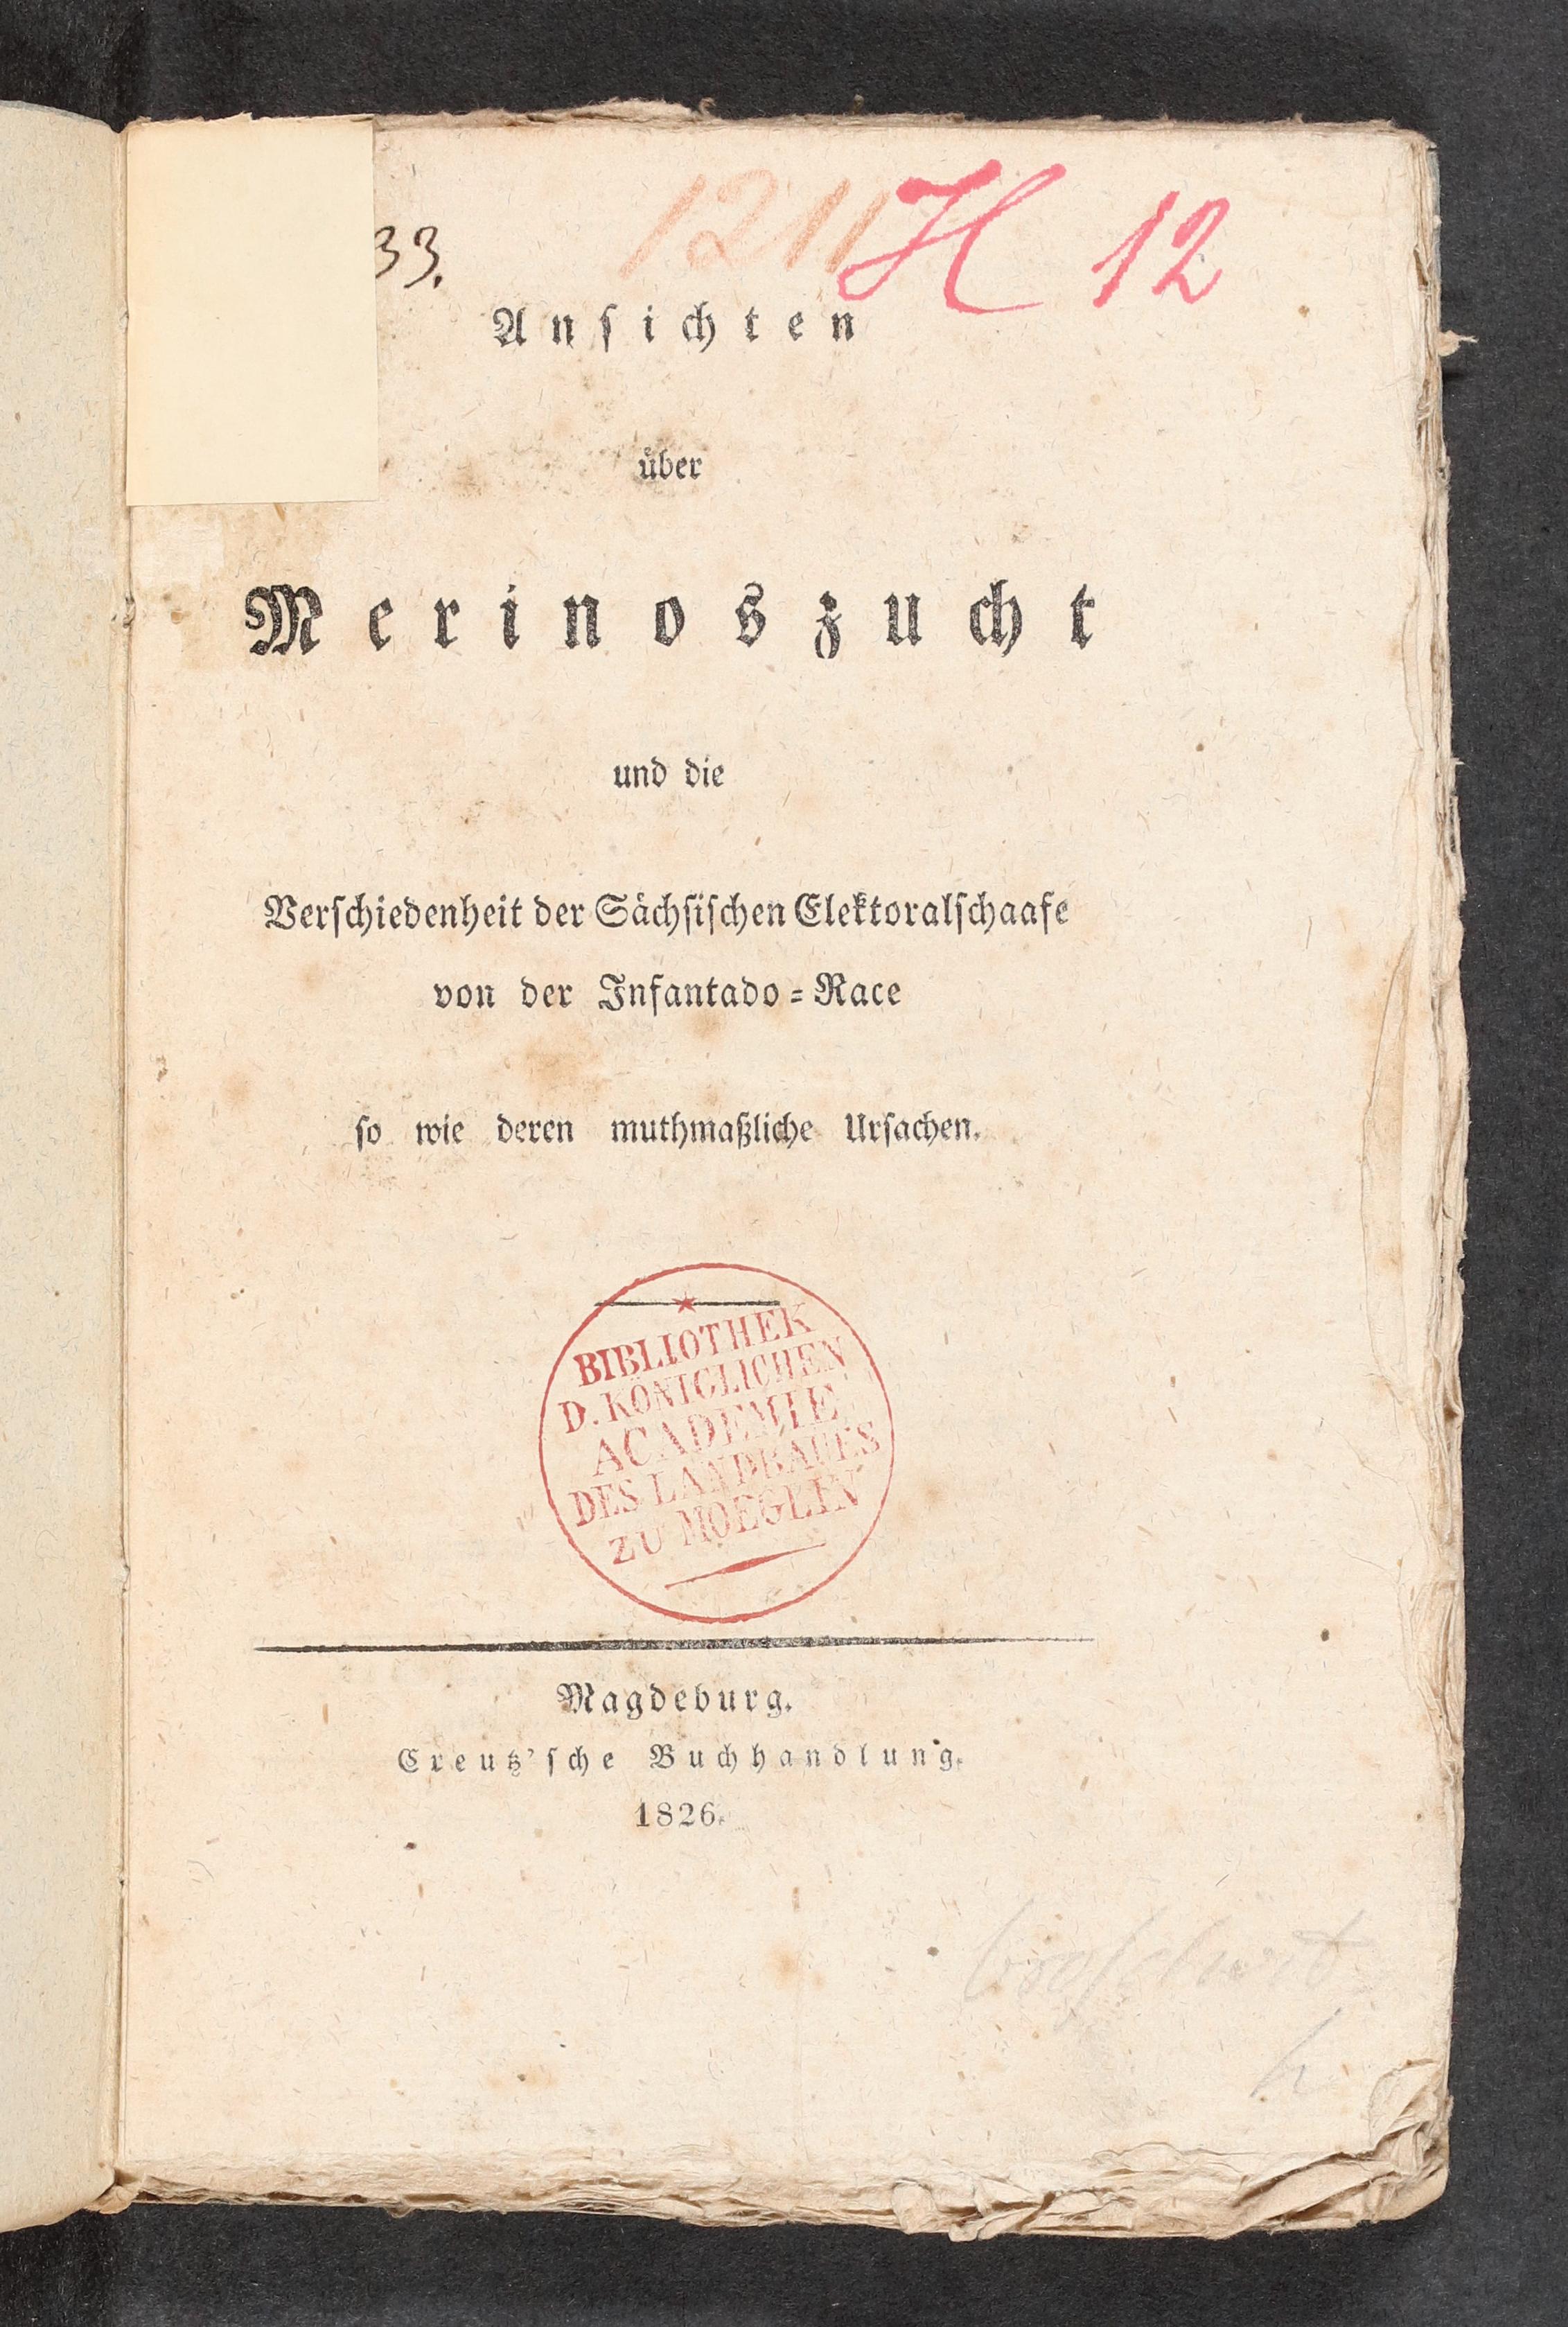 33.
1211
H 12
Ansichten
über
Merinoszucht
und die
Verschiedenheit der Sächsischen Elektoralschaafe
von der Infantado=Race
so wie deren muthmaßliche Ursachen.
BIBLIOTHEK
D. KÖNIGLICHEN
ACADEMIE
DES LANDBAUES
ZU MOEGLIN
Magdeburg.
Creutz'sche Buchhandlung.
1826.